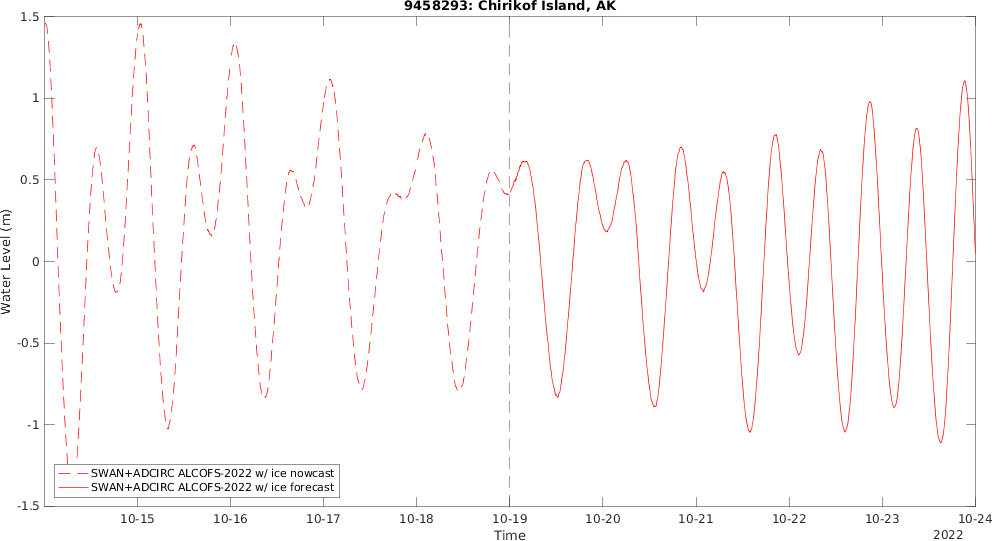 9458293: Chirikof Island, AK
1.5
1
0.5
0
-0.5
-1
-1.5
Water Level (m)
SWAN+ADCIRC ALCOFS-2022 w/ ice nowcast
SWAN+ADCIRC ALCOFS-2022 w/ ice forecast
10-15 10-16 10-17 10-18 10-19 10-20 10-21 10-22 10-23 10-24
Time
2022